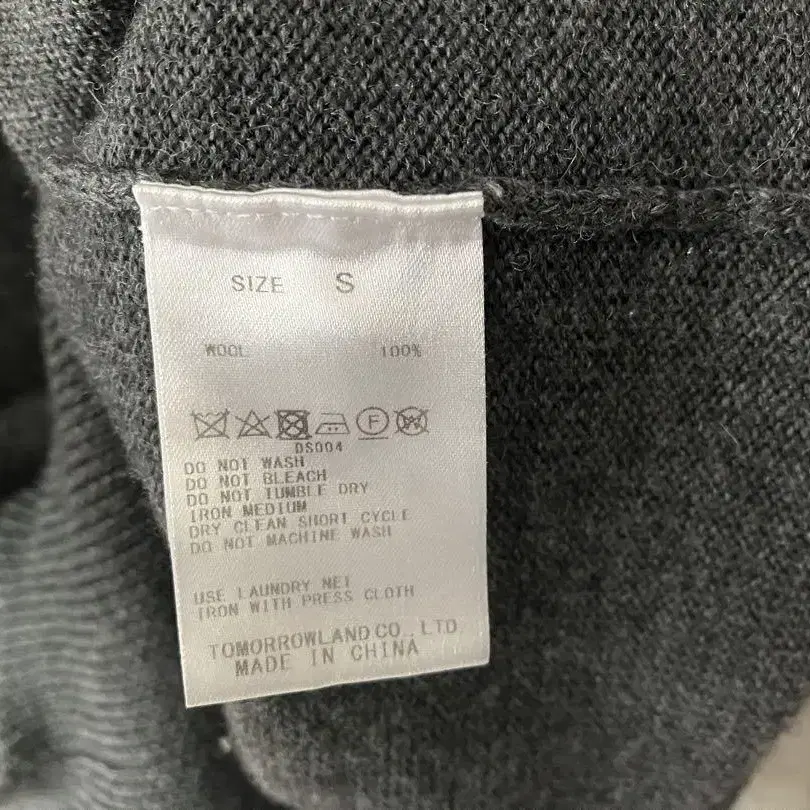 SIZE S
WOOL 100%
F W
DS004
DO NOT WASH
DO NOT BLEACH
DO NOT TUMBLE DRY
IRON MEDIUM
DRY CLEAN SHORT CYCLE
DO NOT MACHINE WASH
USE LAUNDRY NET
IRON WITH PRESS CLOTH
TOMORROWLAND CO., LTD.
MADE IN CHINA